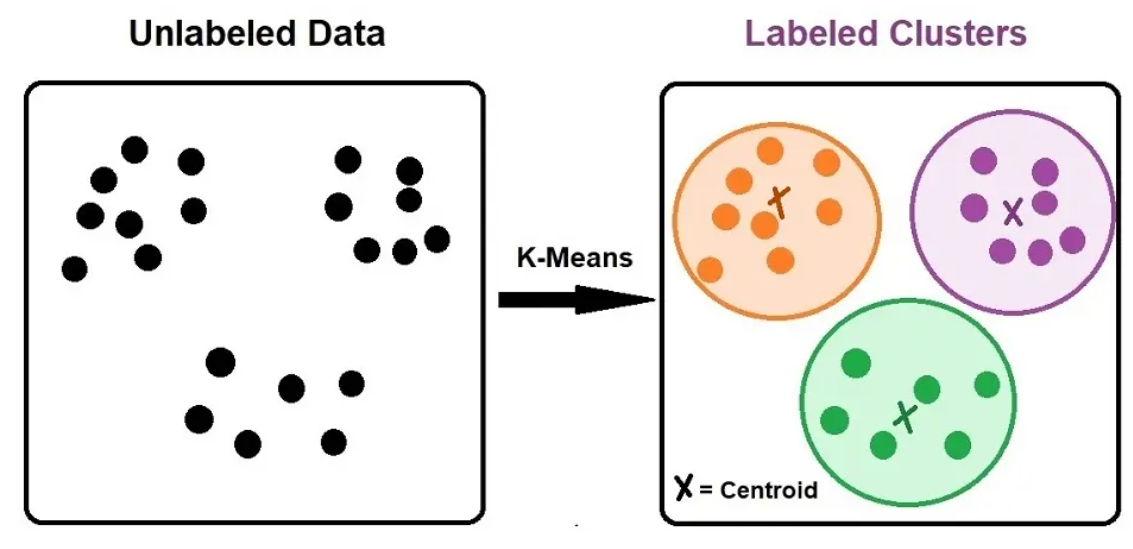 Unlabeled Data
Labeled Clusters
K-Means
X = Centroid